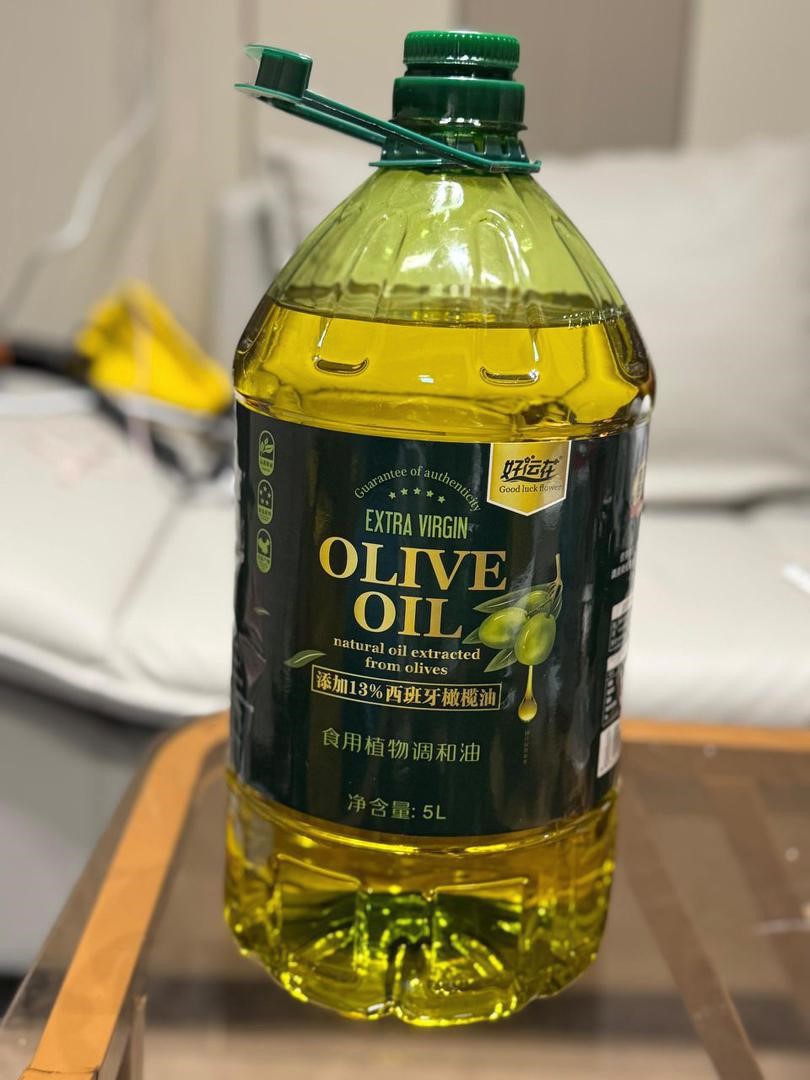 好运花
Good luck flower
Guarantee of authenticity
EXTRA VIRGIN
OLIVE
OIL
natural oil extracted
from olives
添加13%西班牙橄榄油
食用植物调和油
净含量: 5L